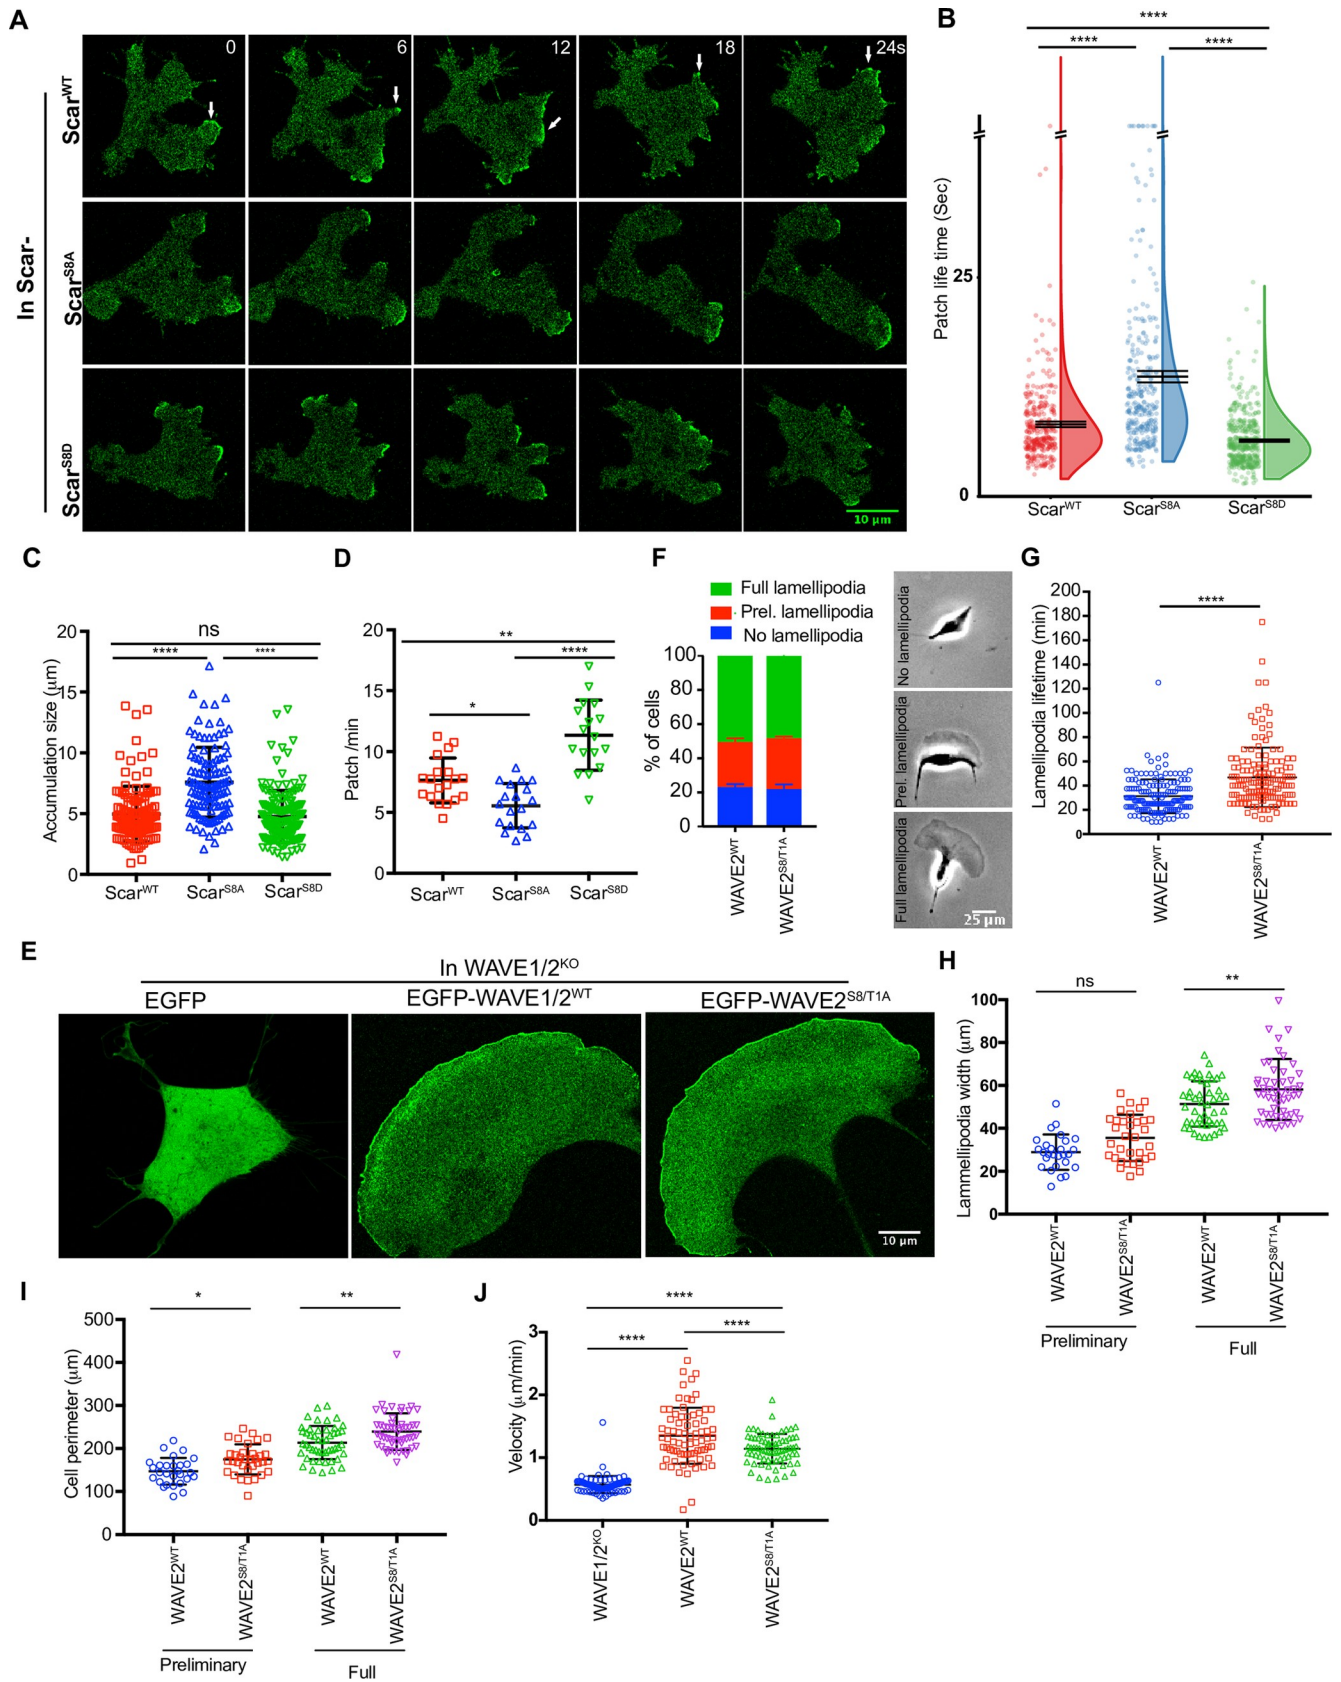 A
0
6
12
18
24s
In Scar-
Scar^WT
Scar^S8A
Scar^S8D
10 µm
B
****
****
****
Patch life time (Sec)
25
0
Scar^WT
Scar^S8A
Scar^S8D
C
ns
****
****
Accumulation size (µm)
20
15
10
5
0
Scar^WT
Scar^S8A
Scar^S8D
D
**
****
*
Patch /min
20
15
10
5
0
Scar^WT
Scar^S8A
Scar^S8D
F
Full lamellipodia
Prel. lamellipodia
No lamellipodia
% of cells
100
80
60
40
20
0
WAVE2^WT
WAVE2^S8/T1A
No lamellipodia
Prel. lamellipodia
Full lamellipodia
25 µm
G
****
Lamellipodia lifetime (min)
200
180
160
140
120
100
80
60
40
20
0
WAVE2^WT
WAVE2^S8/T1A
E
In WAVE1/2^KO
EGFP
EGFP-WAVE1/2^WT
EGFP-WAVE2^S8/T1A
10 µm
H
ns
**
Lammellipodia width (µm)
100
80
60
40
20
0
WAVE2^WT
WAVE2^S8/T1A
WAVE2^WT
WAVE2^S8/T1A
Preliminary
Full
I
*
**
Cell perimeter (µm)
500
400
300
200
100
0
WAVE2^WT
WAVE2^S8/T1A
WAVE2^WT
WAVE2^S8/T1A
Preliminary
Full
J
****
****
****
Velocity (µm/min)
3
2
1
0
WAVE1/2^KO
WAVE2^WT
WAVE2^S8/T1A